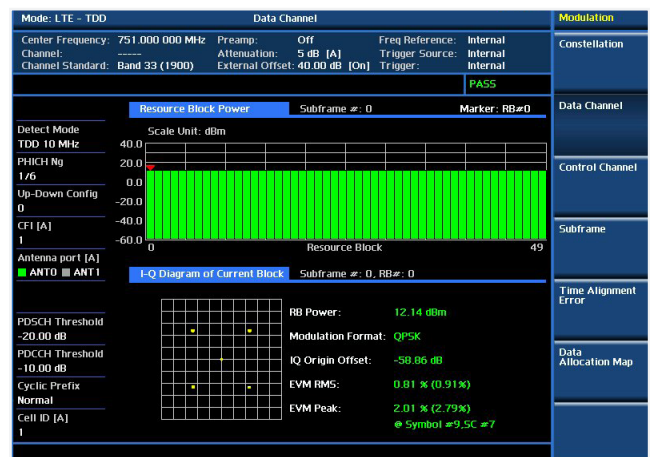 Mode: LTE - TDD Data Channel Modulation
Center Frequency: 751.000 000 MHz Preamp: Off Freq Reference: Internal
Channel: ----- Attenuation: 5 dB [A] Trigger Source: Internal
Channel Standard: Band 33 (1900) External Offset: 40.00 dB [On] Trigger: Internal
PASS
Constellation
Data Channel
Control Channel
Subframe
Time Alignment
Error
Data
Allocation Map
Detect Mode
TDD 10 MHz
PHICH Ng
1/6
Up-Down Config
0
CFI [A]
1
Antenna port [A]
ANT0 ANT1
PDSCH Threshold
-20.00 dB
PDCCH Threshold
-10.00 dB
Cyclic Prefix
Normal
Cell ID [A]
1
Resource Block Power Subframe #: 0 Marker: RB#0
Scale Unit: dBm
40.0
20.0
0.0
-20.0
-40.0
-60.0
0 Resource Block 49
I-Q Diagram of Current Block Subframe #: 0, RB#: 0
RB Power: 12.14 dBm
Modulation Format: QPSK
IQ Origin Offset: -58.86 dB
EVM RMS: 0.81 % (0.91%)
EVM Peak: 2.01 % (2.79%)
@ Symbol #9,SC #7